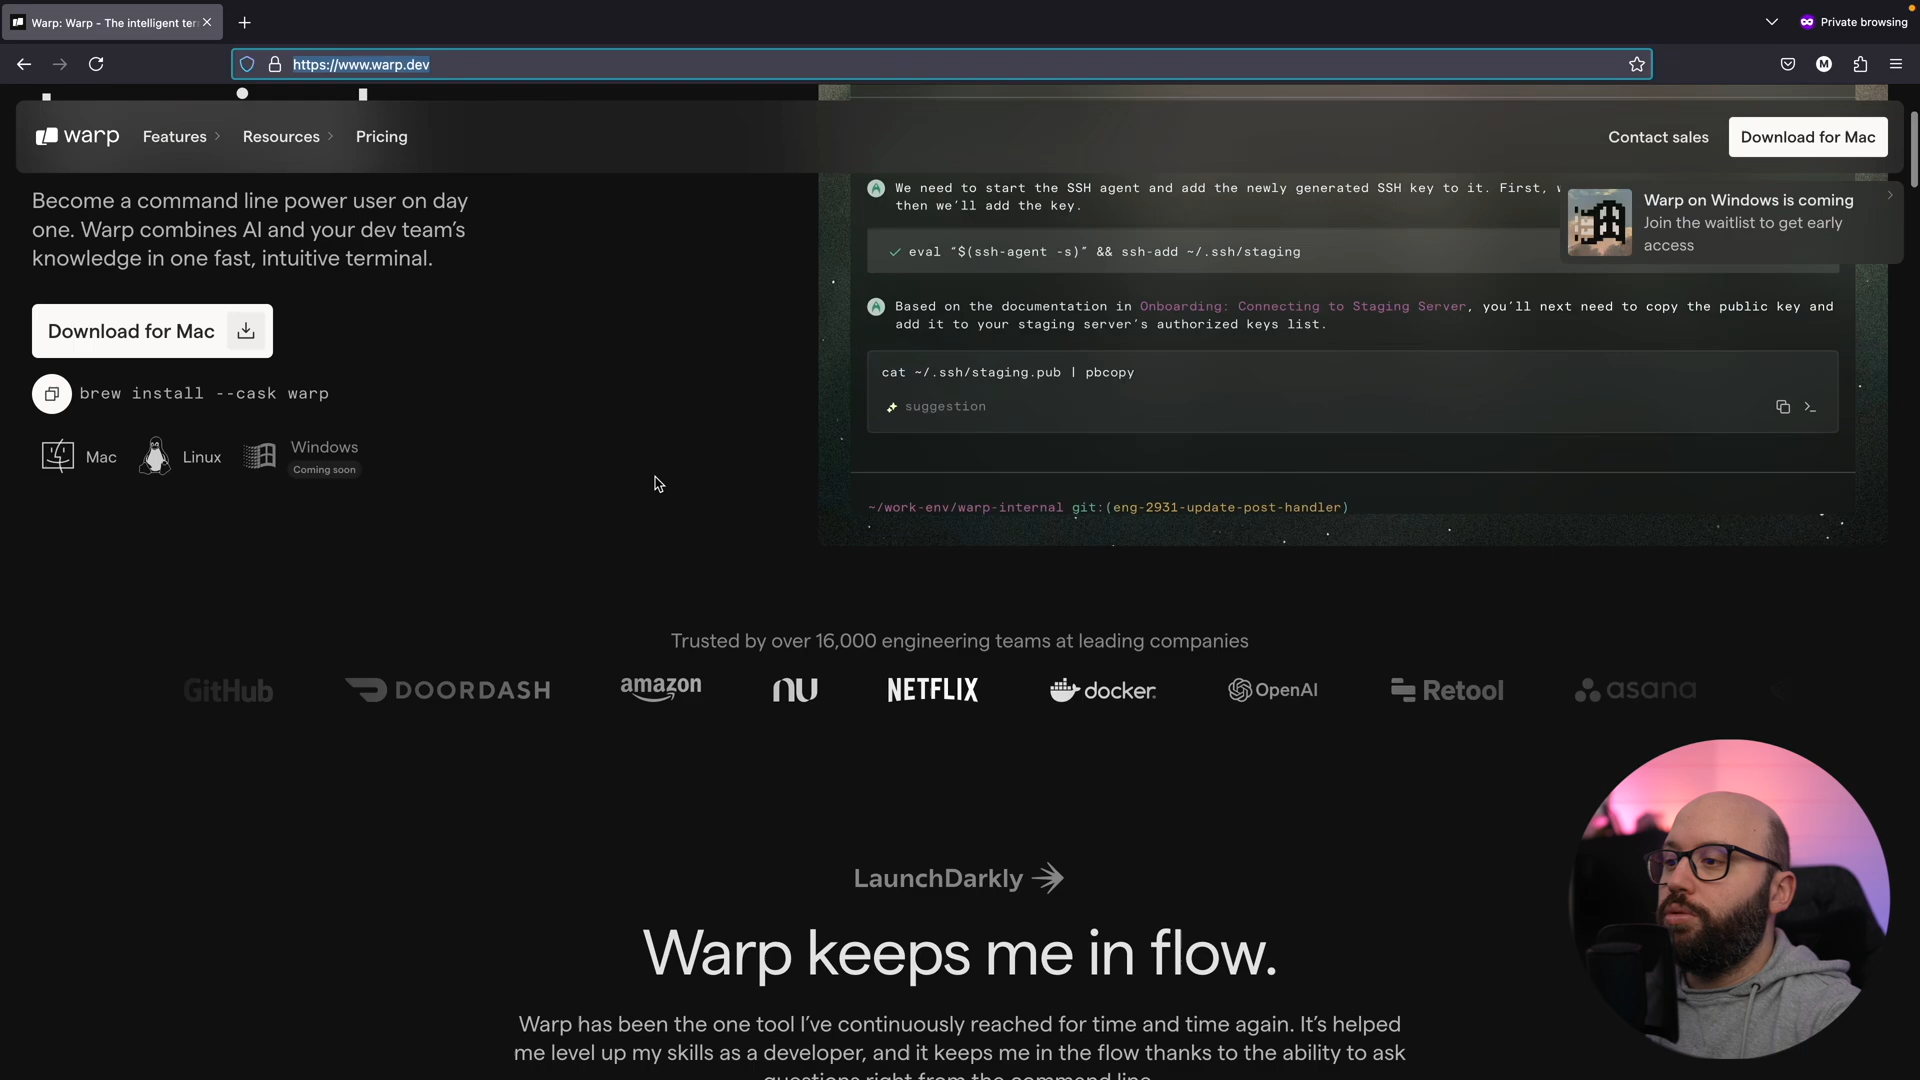 Warp: Warp - The intelligent ter
Private browsing
https://www.warp.dev
M
warp
Features
Resources
Pricing
Contact sales
Download for Mac
Become a command line power user on day
one. Warp combines AI and your dev team's
knowledge in one fast, intuitive terminal.
Download for Mac
brew install --cask warp
Mac
Linux
Windows
Coming soon
We need to start the SSH agent and add the newly generated SSH key to it. First,
then we'll add the key.
eval "$(ssh-agent -s)" && ssh-add ~/.ssh/staging
Warp on Windows is coming
Join the waitlist to get early
access
Based on the documentation in Onboarding: Connecting to Staging Server, you'll next need to copy the public key and
add it to your staging server's authorized keys list.
cat ~/.ssh/staging.pub | pbcopy
suggestion
~/work-env/warp-internal git:(eng-2931-update-post-handler)
Trusted by over 16,000 engineering teams at leading companies
GitHub
DOORDASH
amazon
nu
NETFLIX
docker
OpenAI
Retool
asana
LaunchDarkly
Warp keeps me in flow.
Warp has been the one tool I've continuously reached for time and time again. It's helped
me level up my skills as a developer, and it keeps me in the flow thanks to the ability to ask
questions right from the command line